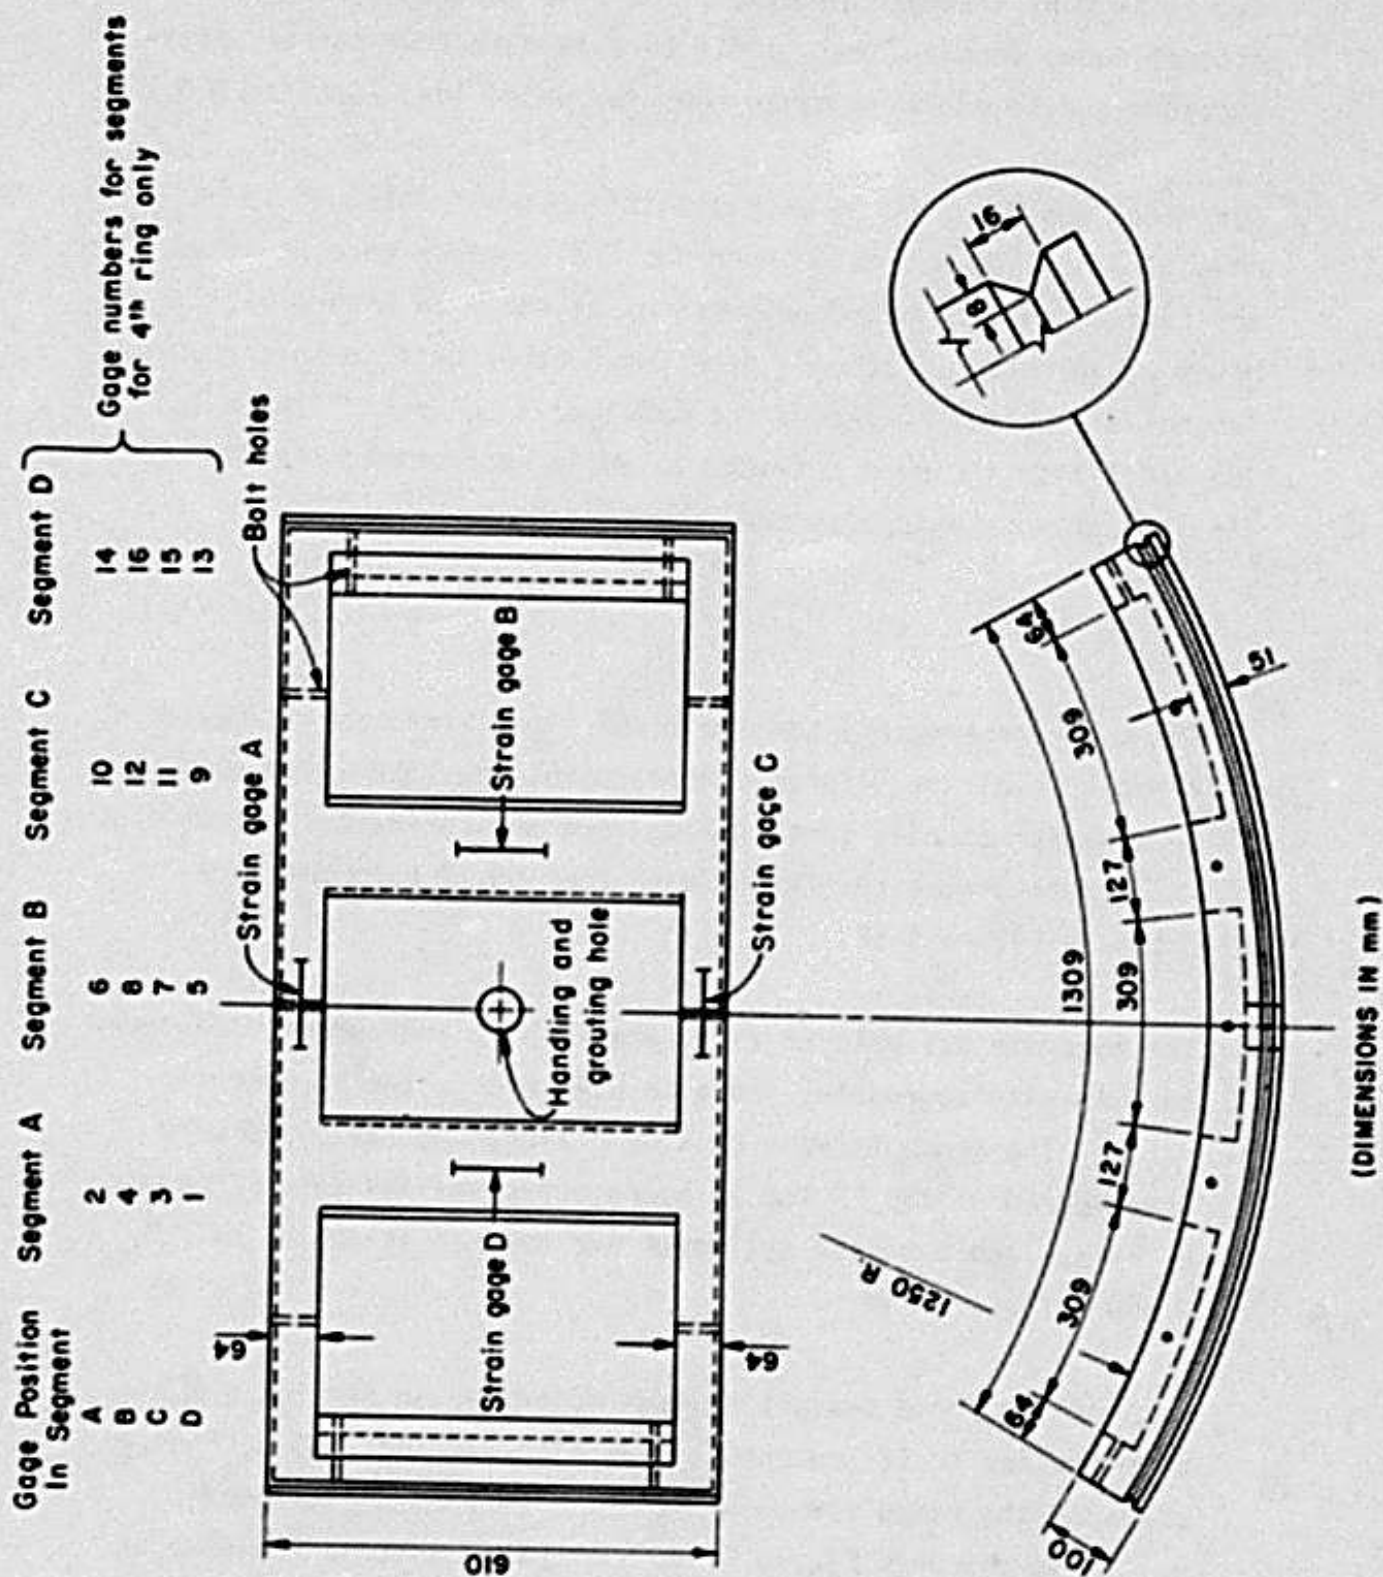 Gage Position In Segment Segment A Segment B Segment C Segment D
A 2 6 10 14
B 4 8 12 16
C 3 7 11 15
D 1 5 9 13
Gage numbers for segments
for 4th ring only
Strain gage A
Bolt holes
Strain gage B
Strain gage D
Handling and
grouting hole
Strain gage C
64
64
610
16
8
1250 R.
1309
64
309
127
309
127
309
64
51
100
(DIMENSIONS IN mm)